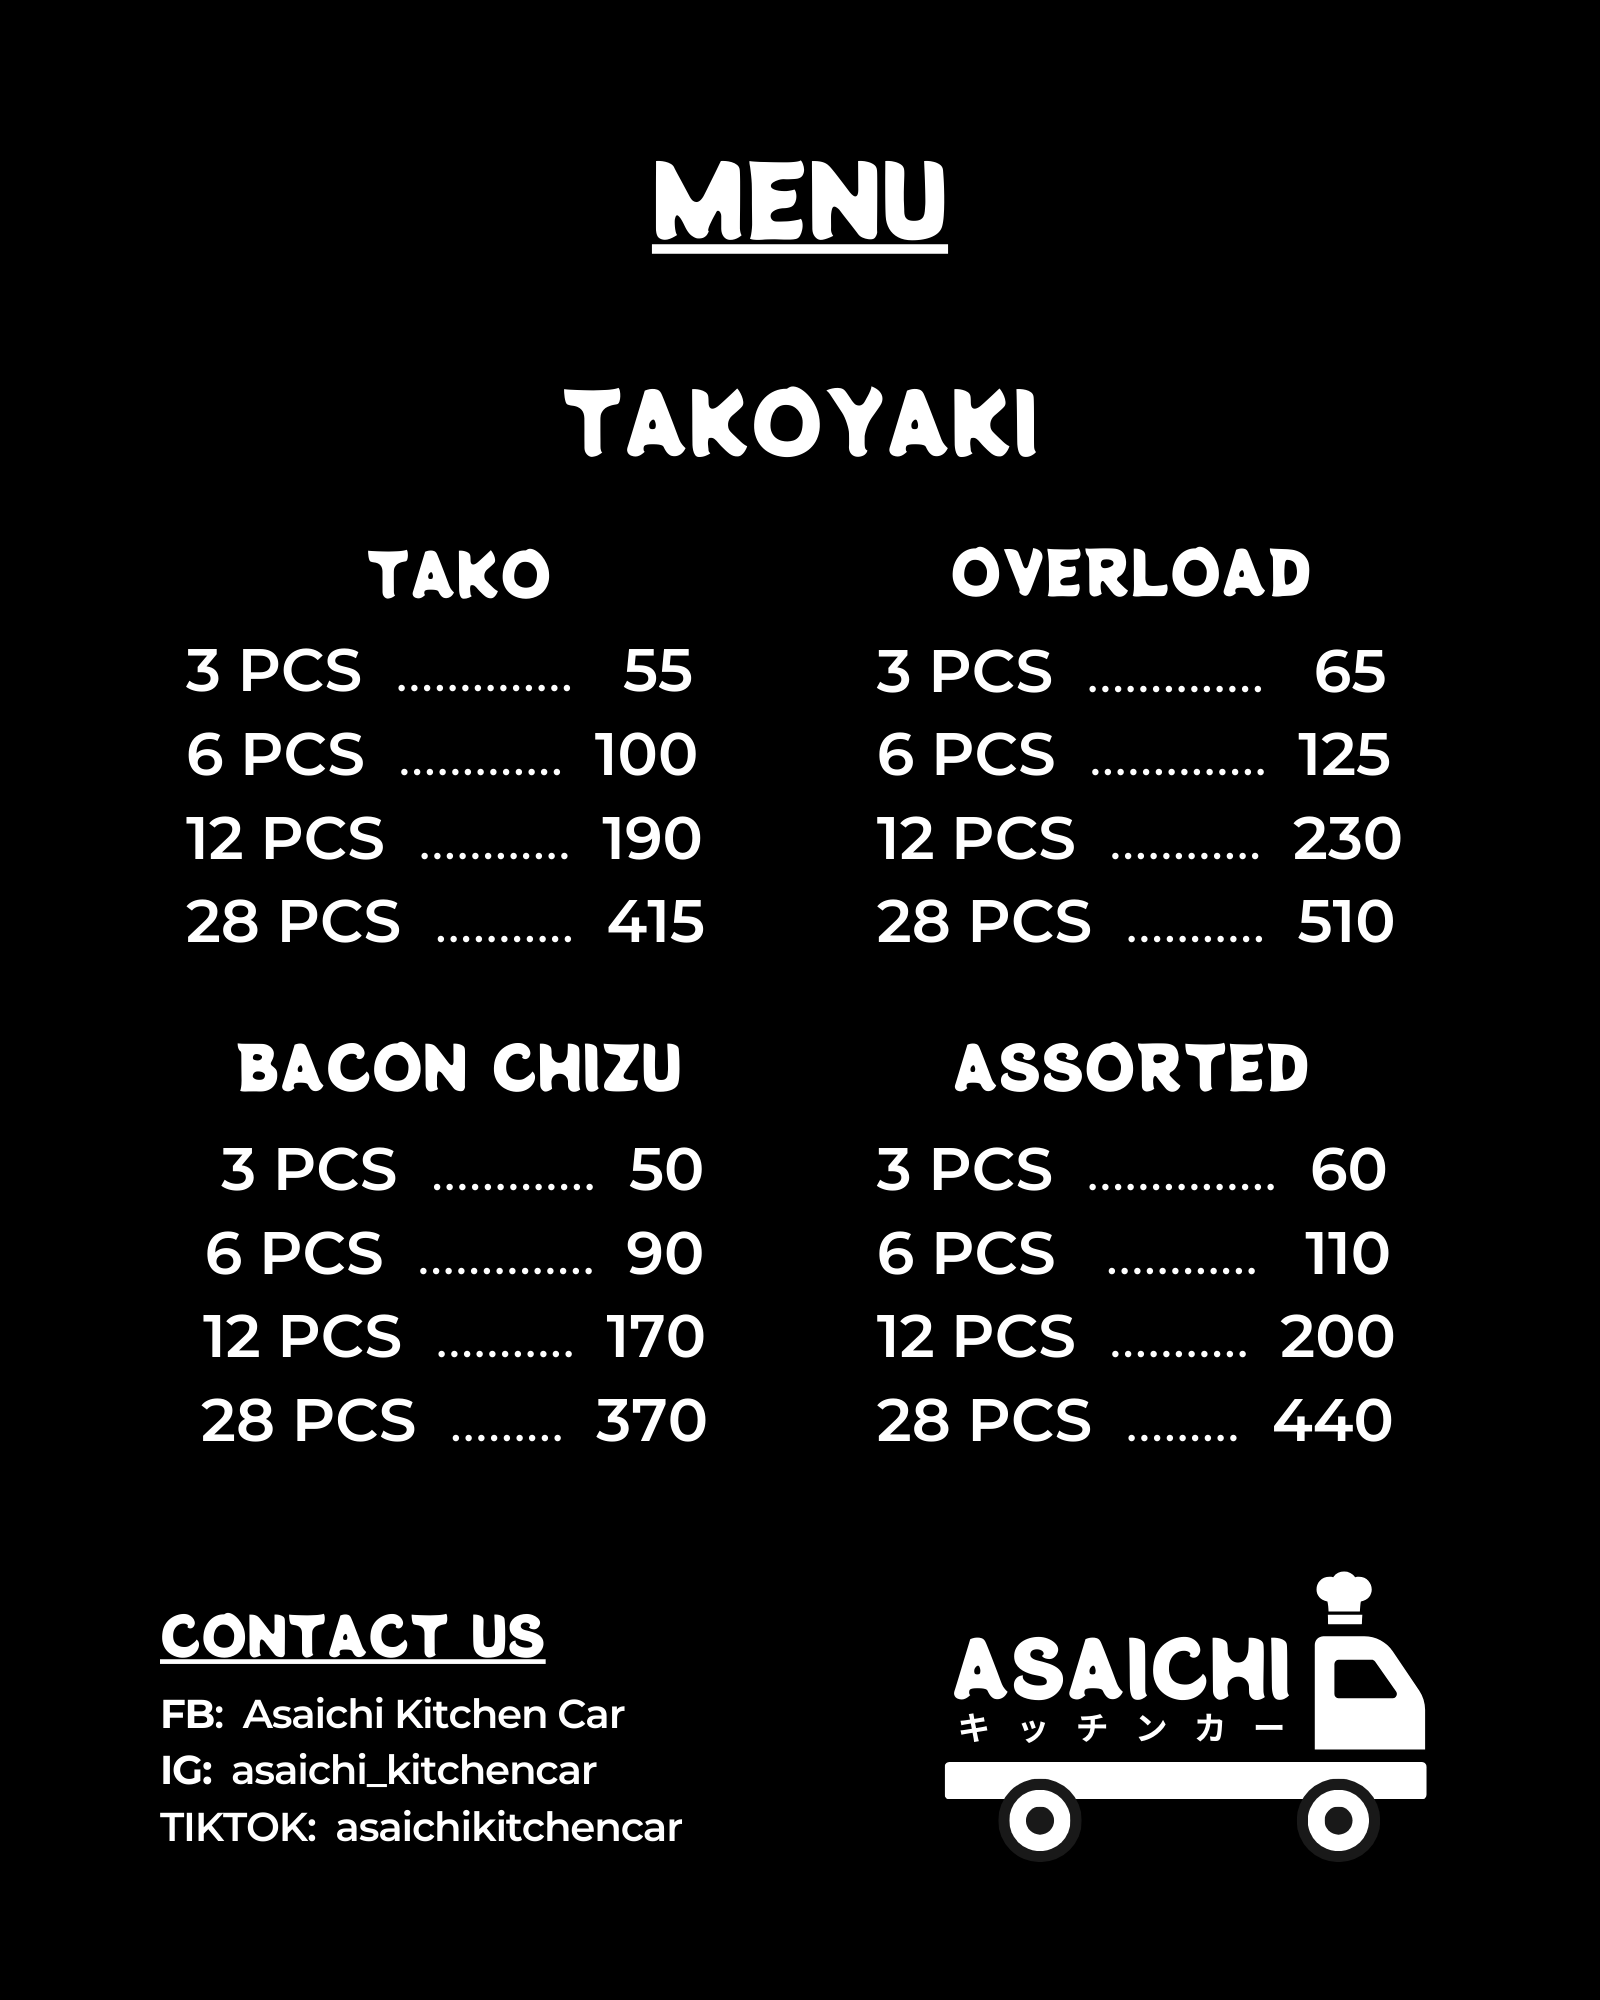 MENU
TAKOYAKI
TAKO
3 PCS .............. 55
6 PCS ............. 100
12 PCS ............ 190
28 PCS ........... 415
OVERLOAD
3 PCS .............. 65
6 PCS .............. 125
12 PCS ............ 230
28 PCS ........... 510
BACON CHIZU
3 PCS ............. 50
6 PCS .............. 90
12 PCS ........... 170
28 PCS ......... 370
ASSORTED
3 PCS ............... 60
6 PCS ............ 110
12 PCS ........... 200
28 PCS ......... 440
CONTACT US
FB: Asaichi Kitchen Car
IG: asaichi_kitchencar
TIKTOK: asaichikitchencar
ASAICHI
キッチンカー